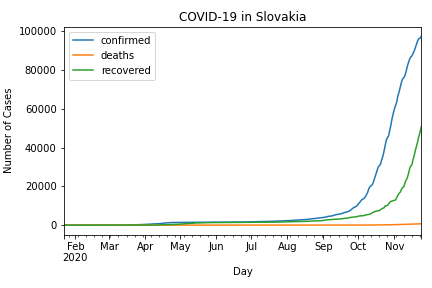 COVID-19 in Slovakia
confirmed
deaths
recovered
100000
80000
60000
40000
20000
0
Number of Cases
Feb Mar Apr May Jun Jul Aug Sep Oct Nov
2020
Day